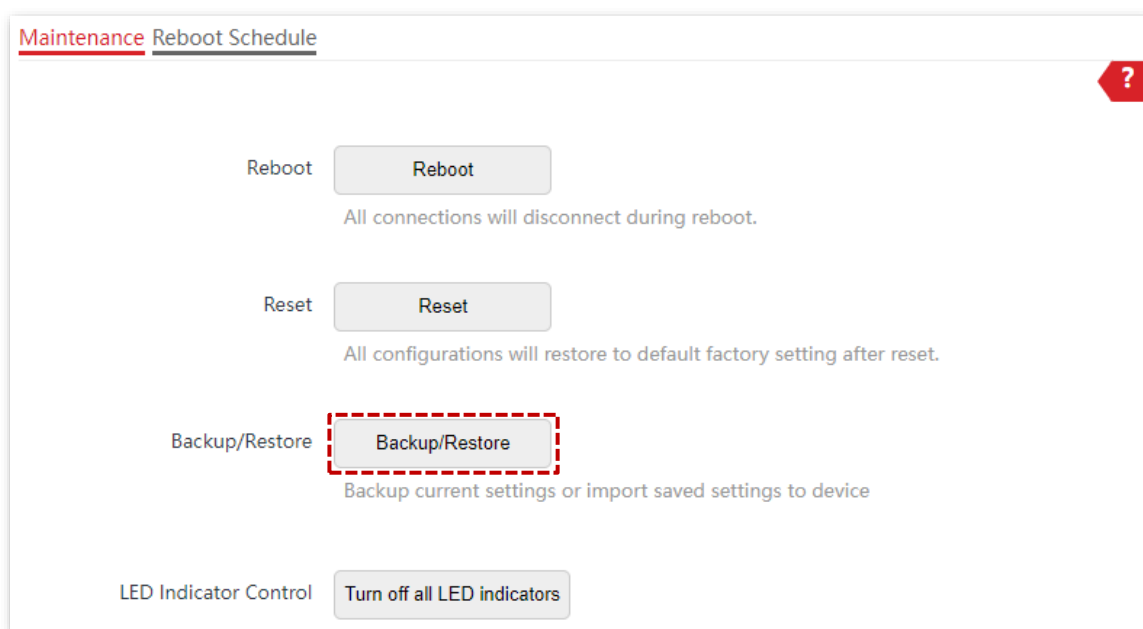 Maintenance Reboot Schedule
?
Reboot Reboot
All connections will disconnect during reboot.
Reset Reset
All configurations will restore to default factory setting after reset.
Backup/Restore Backup/Restore
Backup current settings or import saved settings to device
LED Indicator Control Turn off all LED indicators